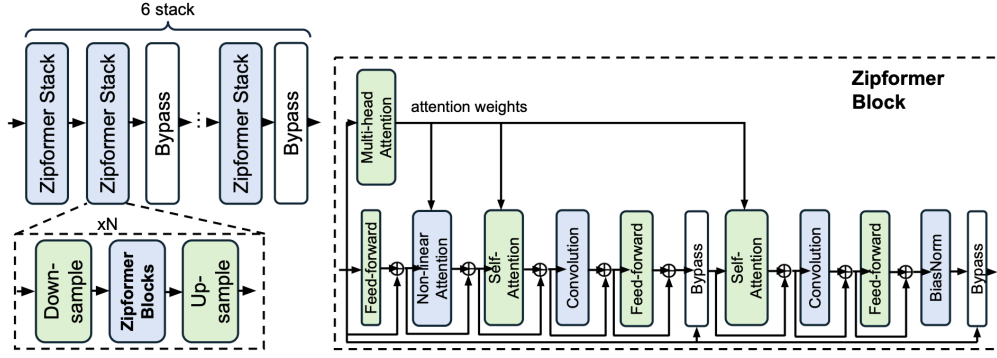 6 stack
Zipformer Stack
Zipformer Stack
Bypass
...
Zipformer Stack
Bypass
xN
Down-
sample
Zipformer
Blocks
Up-
sample
Zipformer
Block
Multi-head
Attention
attention weights
Feed-forward
Non-linear
Attention
Self-
Attention
Convolution
Feed-forward
Bypass
Self-
Attention
Convolution
Feed-forward
BiasNorm
Bypass